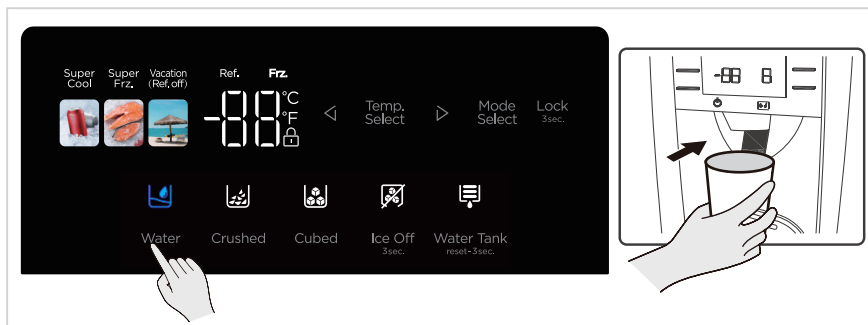 Super Cool
Super Frz.
Vacation (Ref. off)
Ref.
Frz.
-88
°C
°F
Temp. Select
Mode Select
Lock
3sec.
Water
Crushed
Cubed
Ice Off
3sec.
Water Tank
reset-3sec.
-88 8